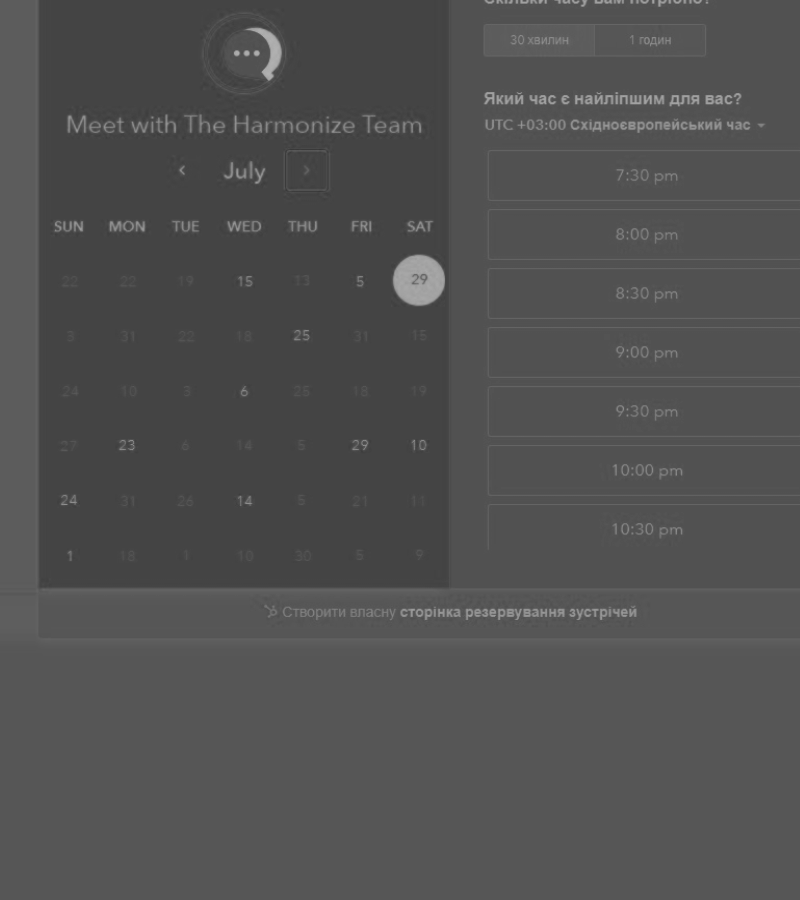 Скільки часу вам потрібно?
30 хвилин 1 годин
Meet with The Harmonize Team
Який час є найліпшим для вас?
UTC +03:00 Східноєвропейський час
July
7:30 pm
SUN MON TUE WED THU FRI SAT
8:00 pm
22 22 19 15 13 5 29
8:30 pm
31 22 18 25 31 15
9:00 pm
24 10 3 6 25 18 19
9:30 pm
27 23 6 14 5 29 10
10:00 pm
24 31 26 14 5 21 11
10:30 pm
1 18 1 10 30 5 9
Створити власну сторінка резервування зустрічей